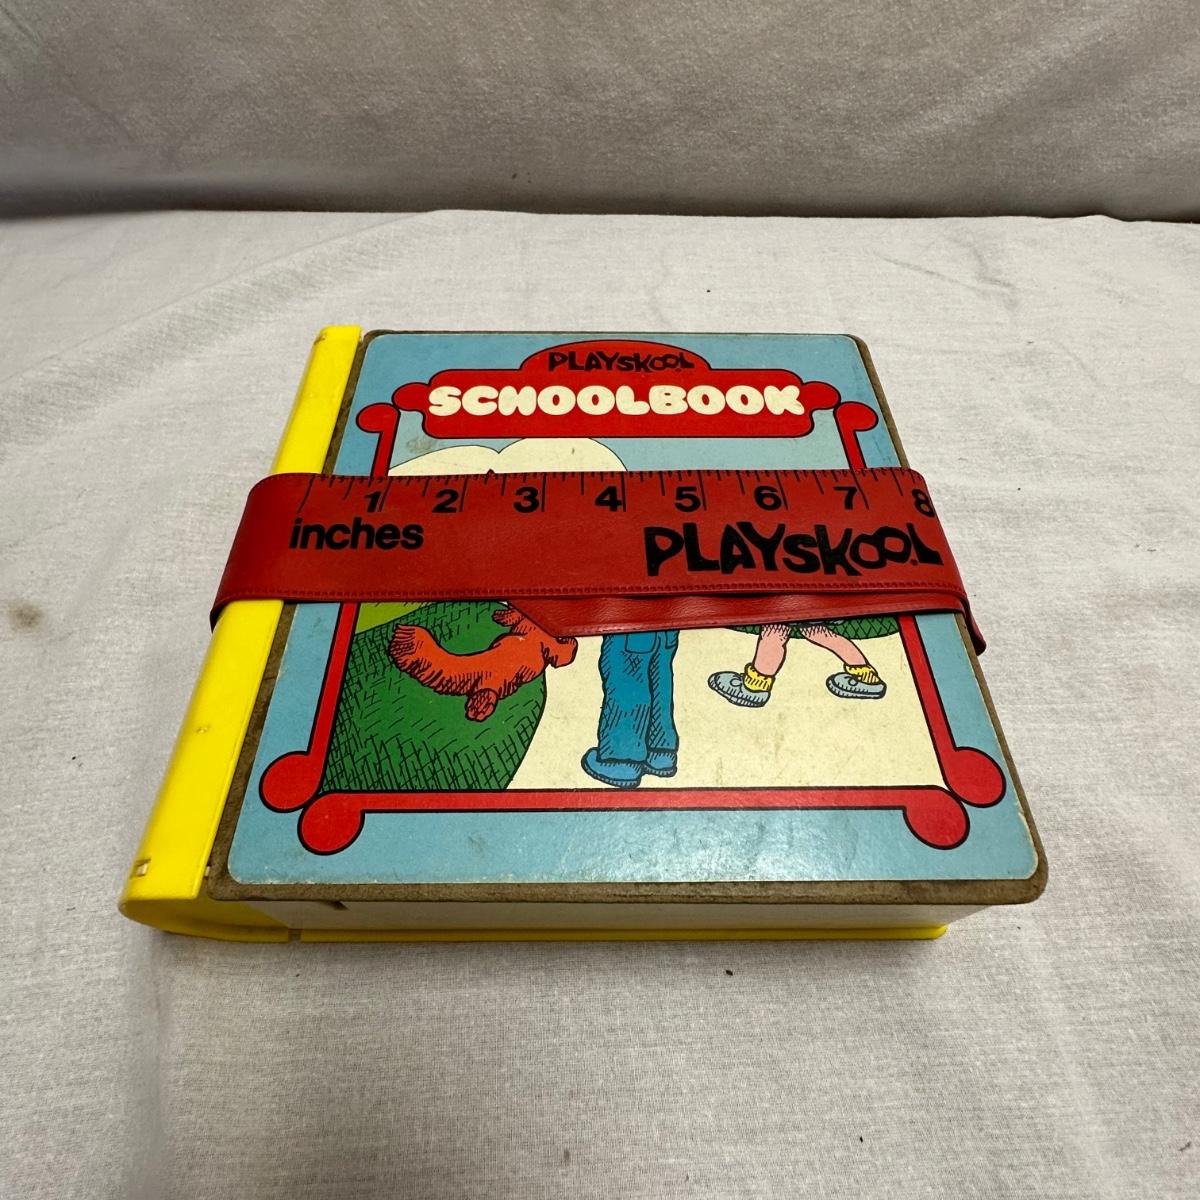 PLAYSKOOL
SCHOOLBOOK
1 2 3 4 5 6 7 8
inches
PLAYSKOOL